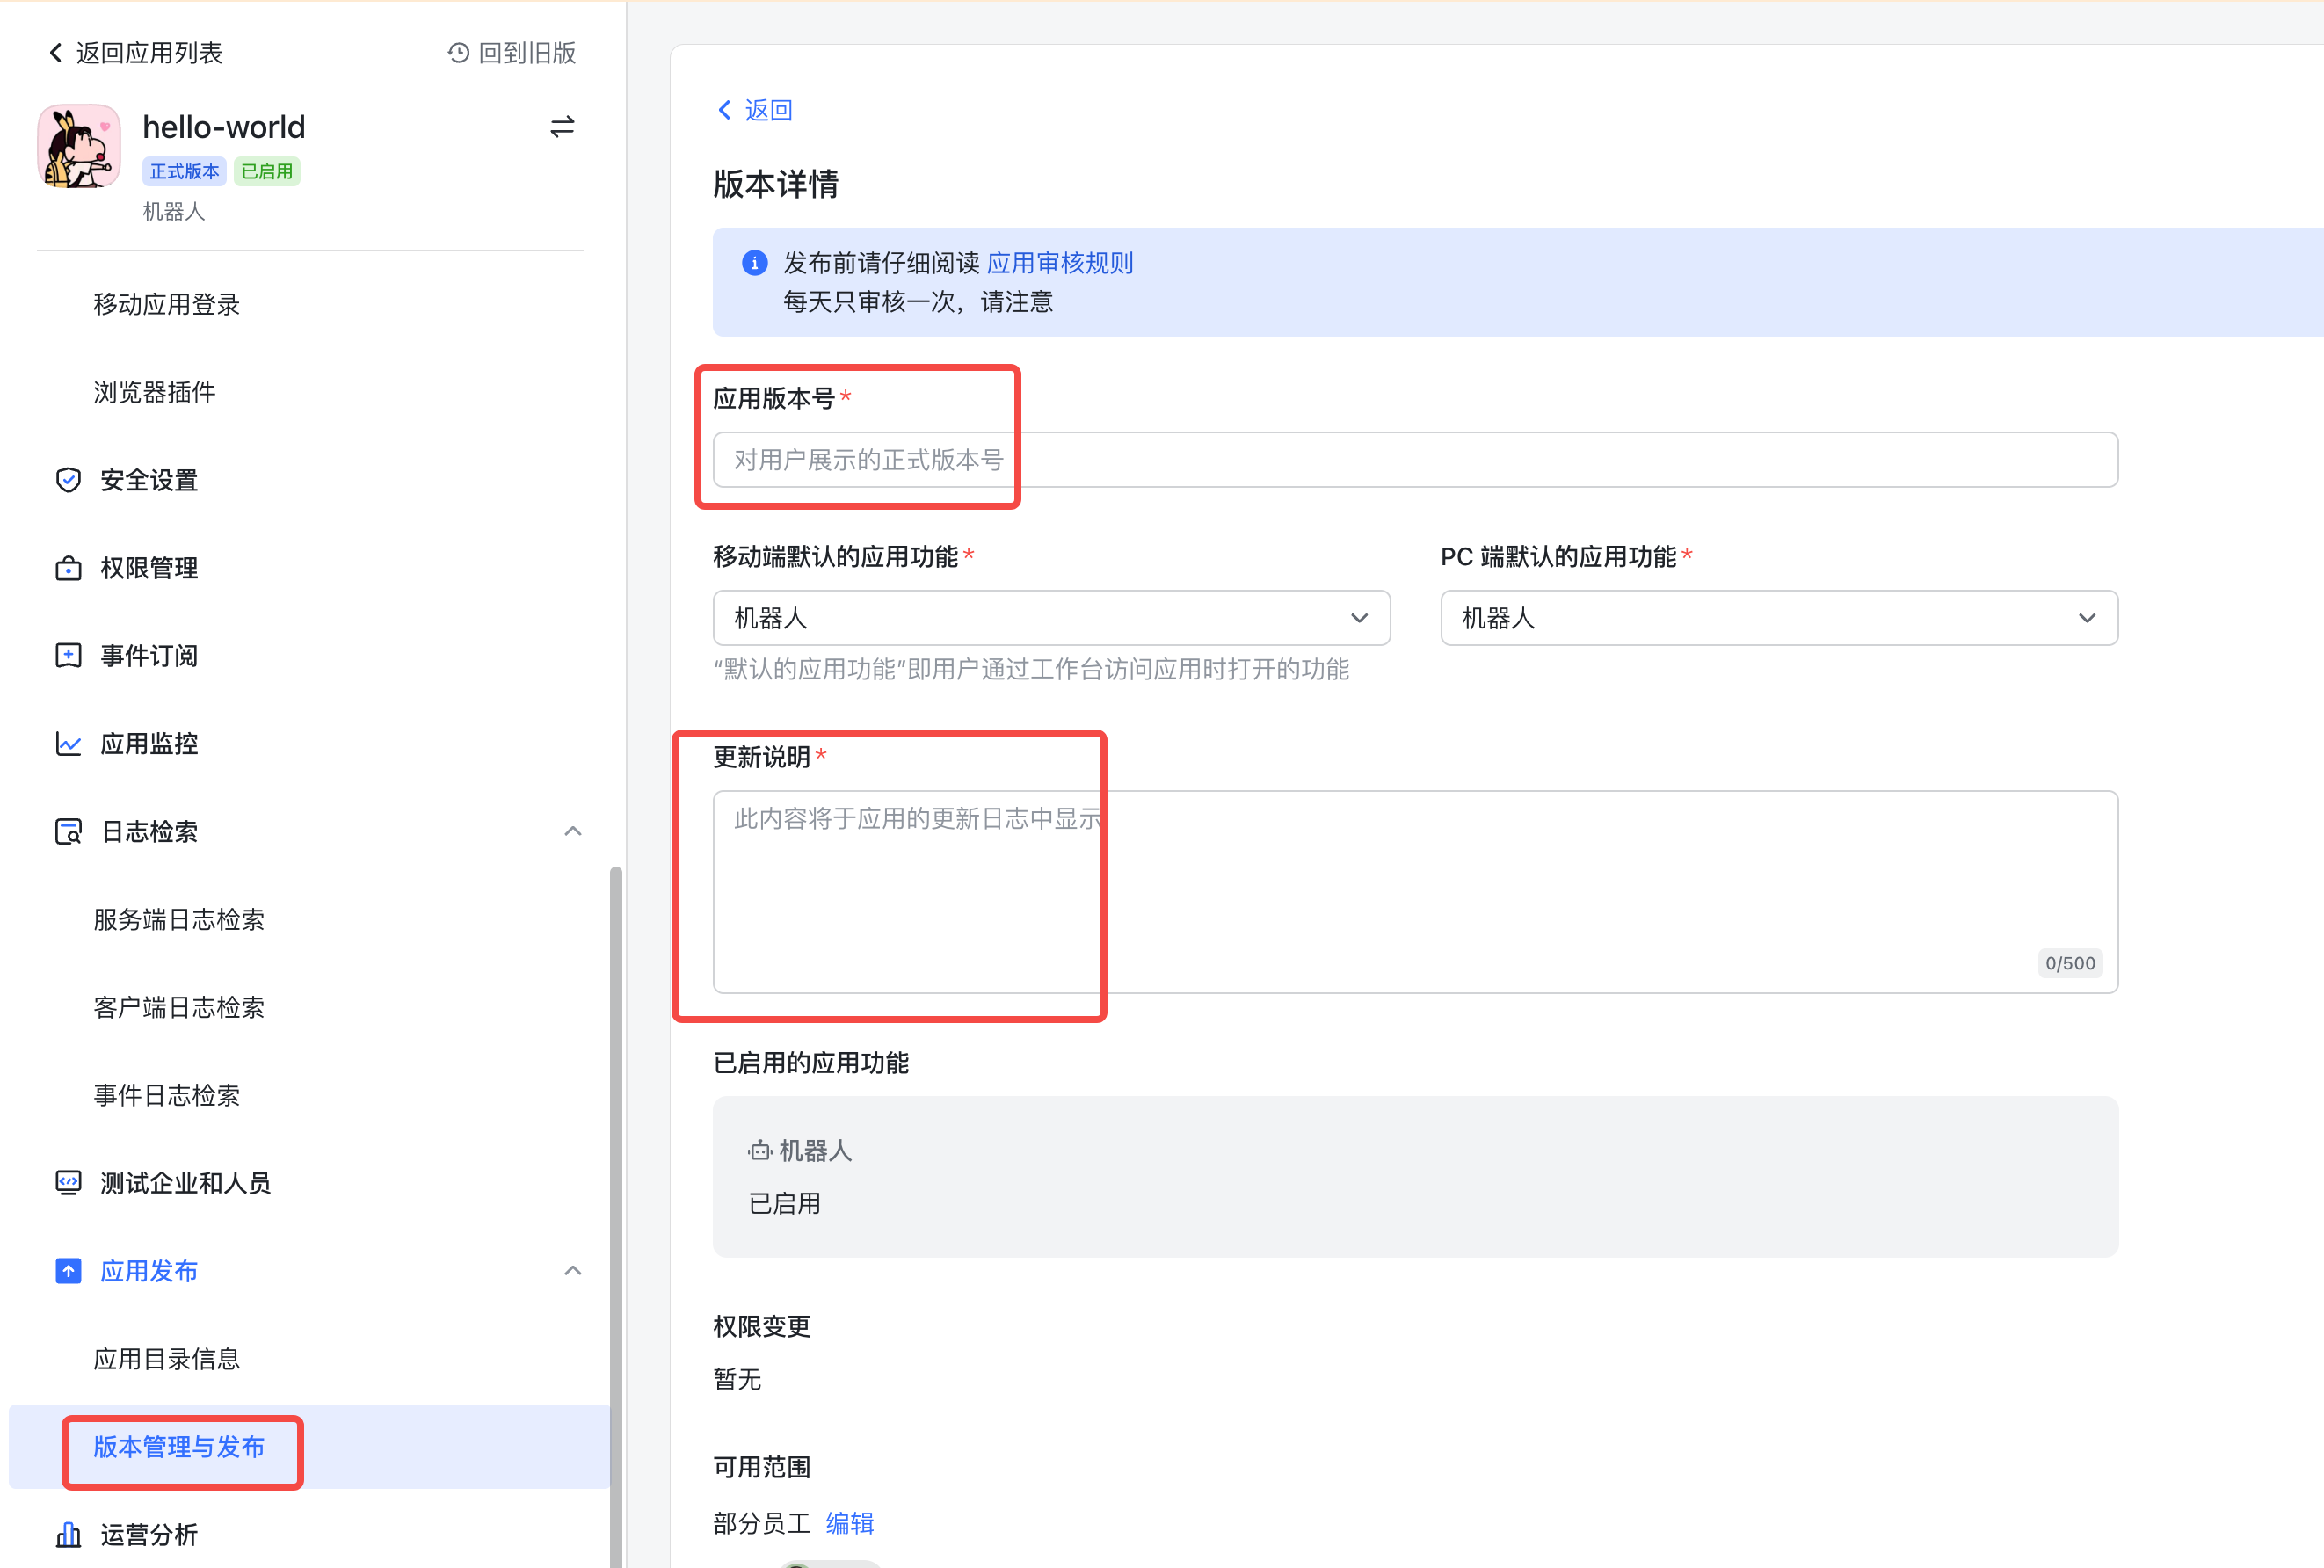 返回应用列表
回到旧版
hello-world
正式版本
已启用
机器人
移动应用登录
浏览器插件
安全设置
权限管理
事件订阅
应用监控
日志检索
服务端日志检索
客户端日志检索
事件日志检索
测试企业和人员
应用发布
应用目录信息
版本管理与发布
运营分析
返回
版本详情
发布前请仔细阅读 应用审核规则
每天只审核一次，请注意
应用版本号*
对用户展示的正式版本号
移动端默认的应用功能*
PC 端默认的应用功能*
机器人
机器人
“默认的应用功能”即用户通过工作台访问应用时打开的功能
更新说明*
此内容将于应用的更新日志中显示
0/500
已启用的应用功能
机器人
已启用
权限变更
暂无
可用范围
部分员工 编辑